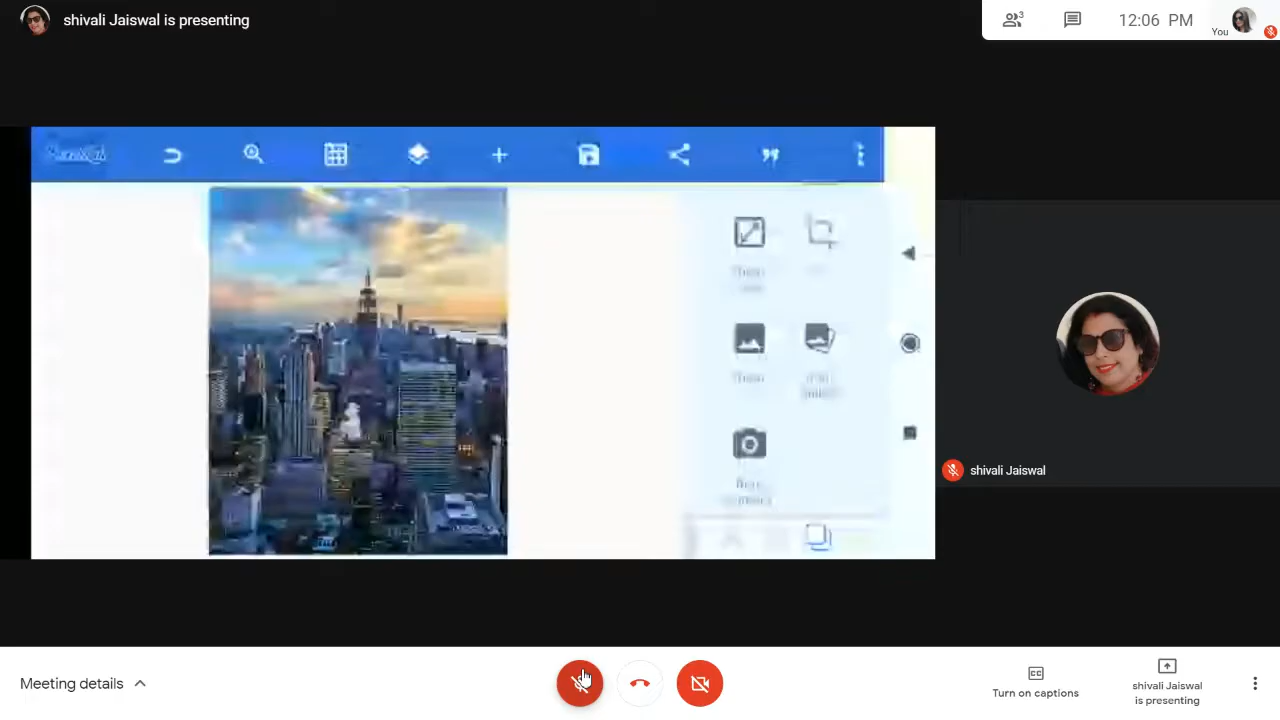 shivali Jaiswal is presenting
3
12:06 PM
You
shivali Jaiswal
Meeting details
Turn on captions
shivali Jaiswal
is presenting